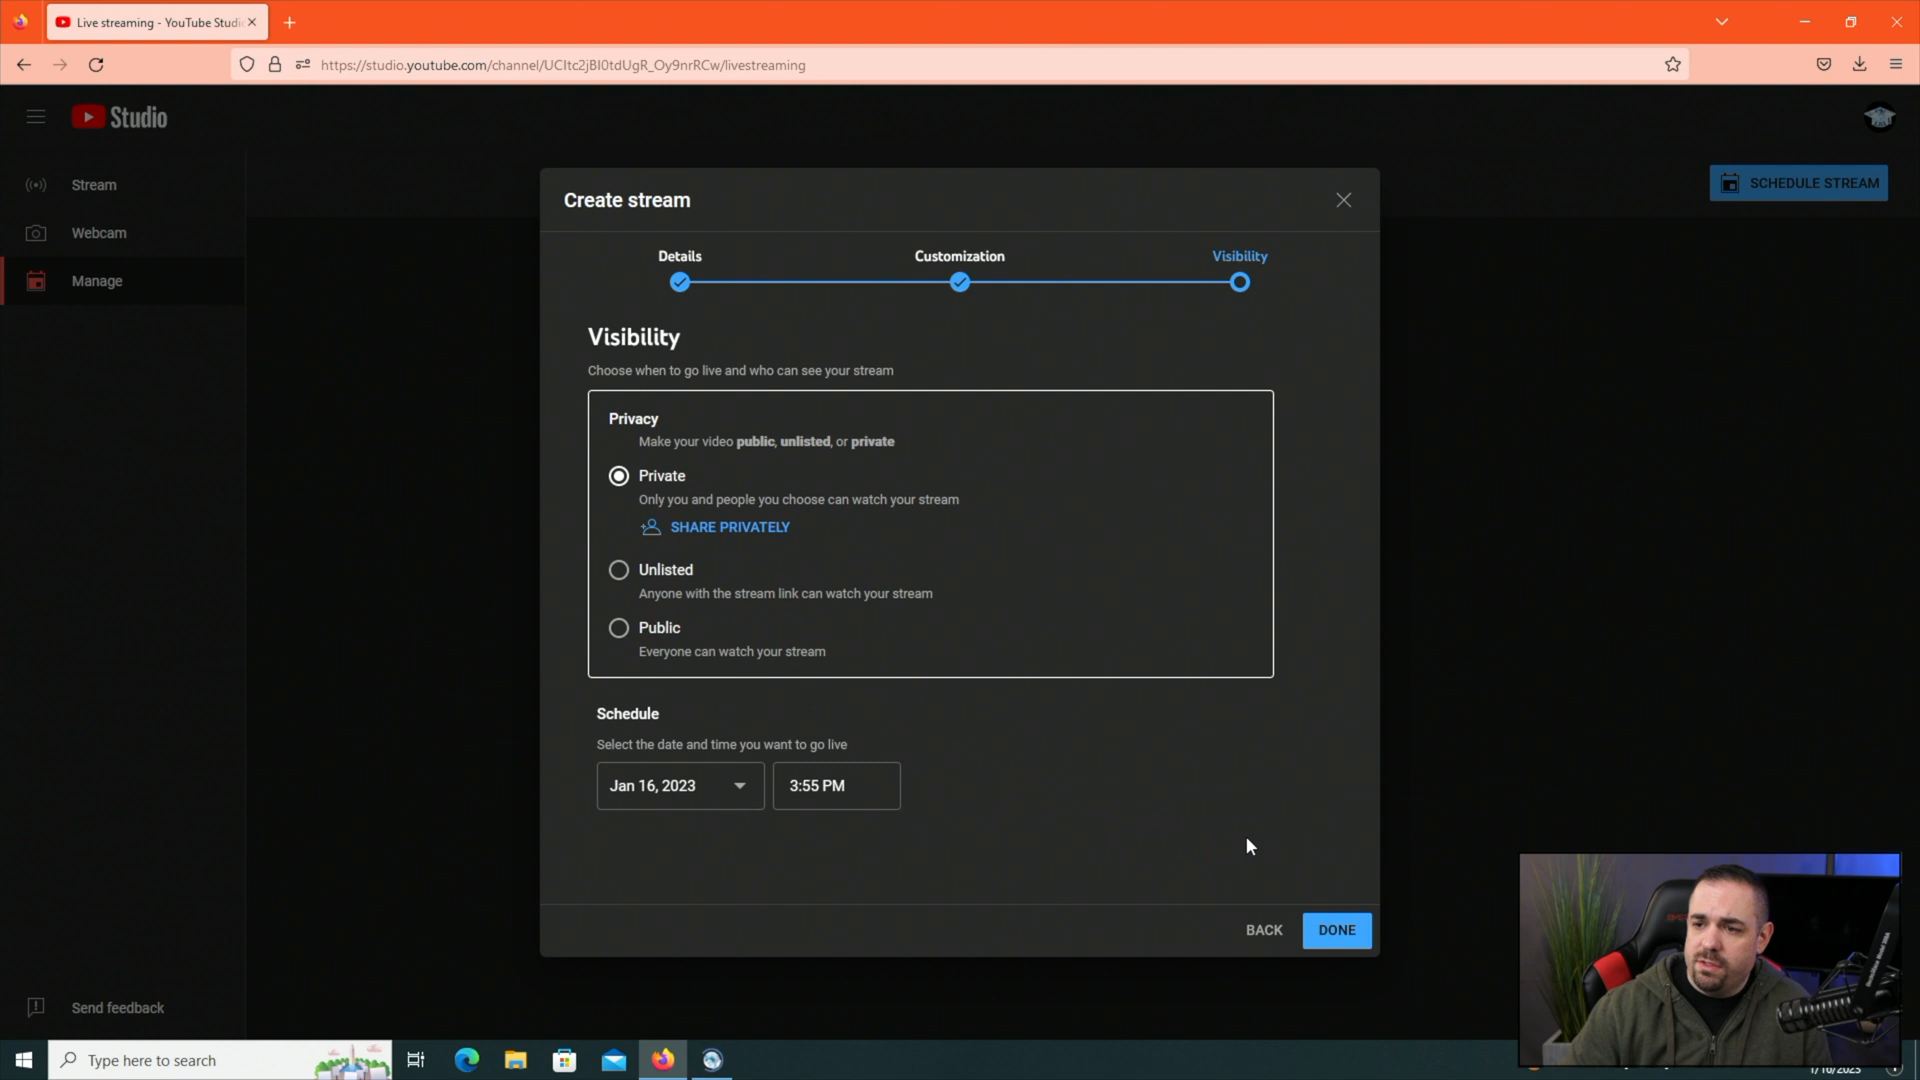 Live streaming - YouTube Studi
https://studio.youtube.com/channel/UCItc2jBI0tdUgR_Oy9nrRCw/livestreaming
Studio
Stream
Webcam
Manage
SCHEDULE STREAM
Create stream
Details
Customization
Visibility
Visibility
Choose when to go live and who can see your stream
Privacy
Make your video public, unlisted, or private
Private
Only you and people you choose can watch your stream
SHARE PRIVATELY
Unlisted
Anyone with the stream link can watch your stream
Public
Everyone can watch your stream
Schedule
Select the date and time you want to go live
Jan 16, 2023
3:55 PM
BACK
DONE
Send feedback
Type here to search
1/16/2023